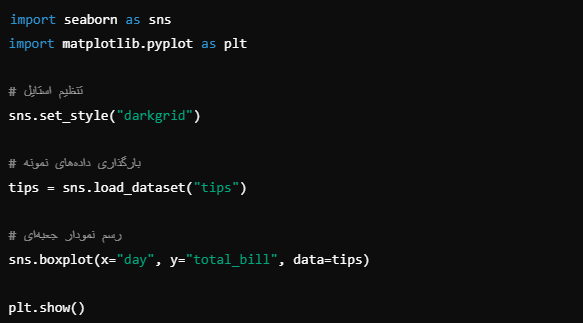 import seaborn as sns
import matplotlib.pyplot as plt
# تنظیم استایل
sns.set_style("darkgrid")
# بارگذاری داده‌های نمونه
tips = sns.load_dataset("tips")
# رسم نمودار جعبه‌ای
sns.boxplot(x="day", y="total_bill", data=tips)
plt.show()